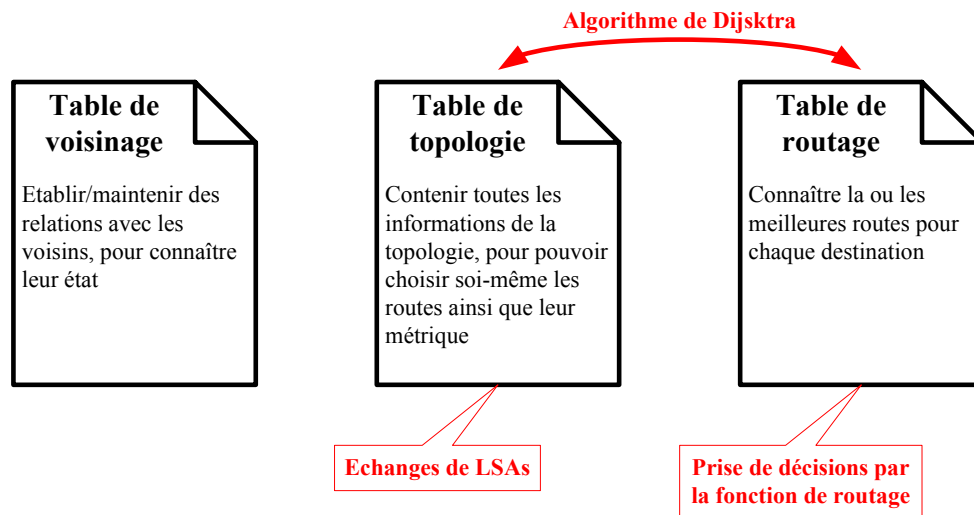 Algorithme de Dijsktra
Table de
voisinage
Etablir/maintenir des
relations avec les
voisins, pour connaître
leur état
Table de
topologie
Contenir toutes les
informations de la
topologie, pour pouvoir
choisir soi-même les
routes ainsi que leur
métrique
Table de
routage
Connaître la ou les
meilleures routes pour
chaque destination
Echanges de LSAs
Prise de décisions par
la fonction de routage